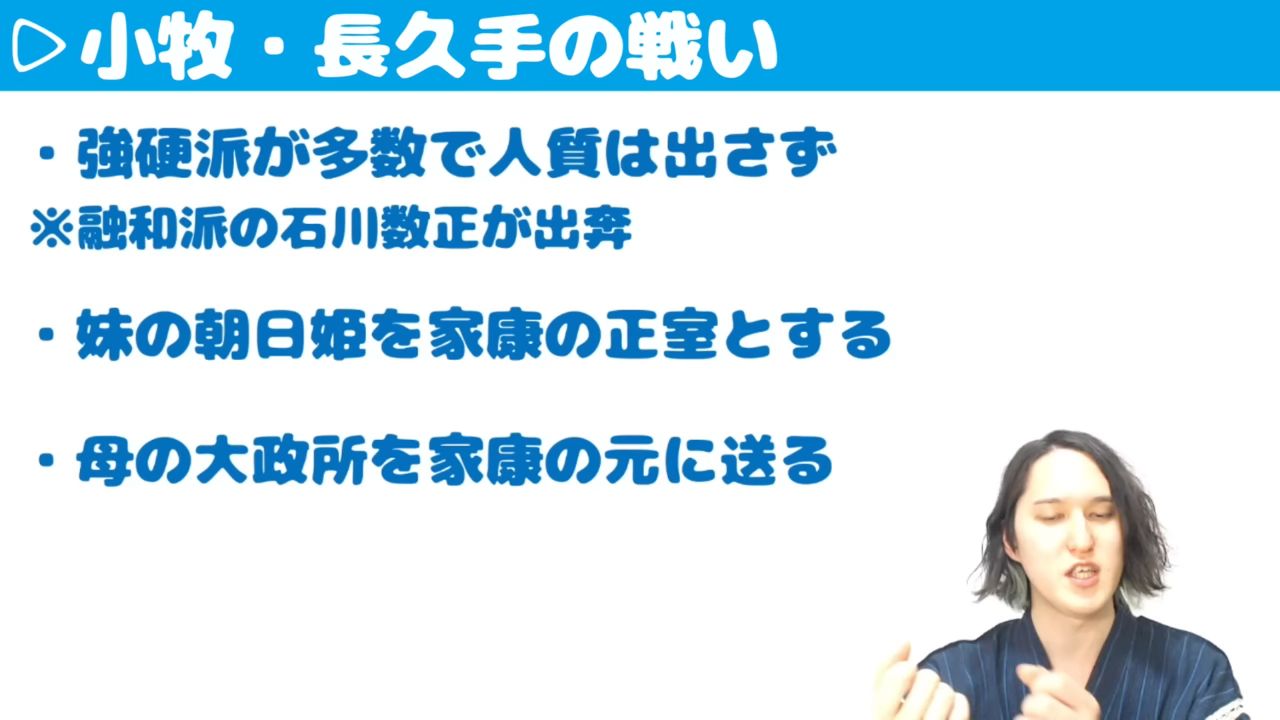 小牧・長久手の戦い
・強硬派が多数で人質は出さず
※融和派の石川数正が出奔
・妹の朝日姫を家康の正室とする
・母の大政所を家康の元に送る